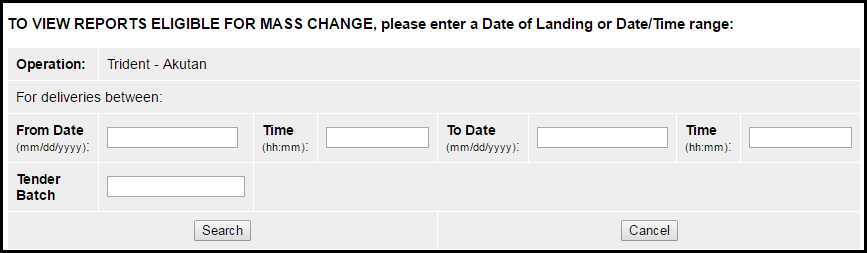 TO VIEW REPORTS ELIGIBLE FOR MASS CHANGE, please enter a Date of Landing or Date/Time range:
Operation: Trident - Akutan
For deliveries between:
From Date Time To Date Time
(mm/dd/yyyy): (hh:mm): (mm/dd/yyyy): (hh:mm):
Tender
Batch
Search Cancel